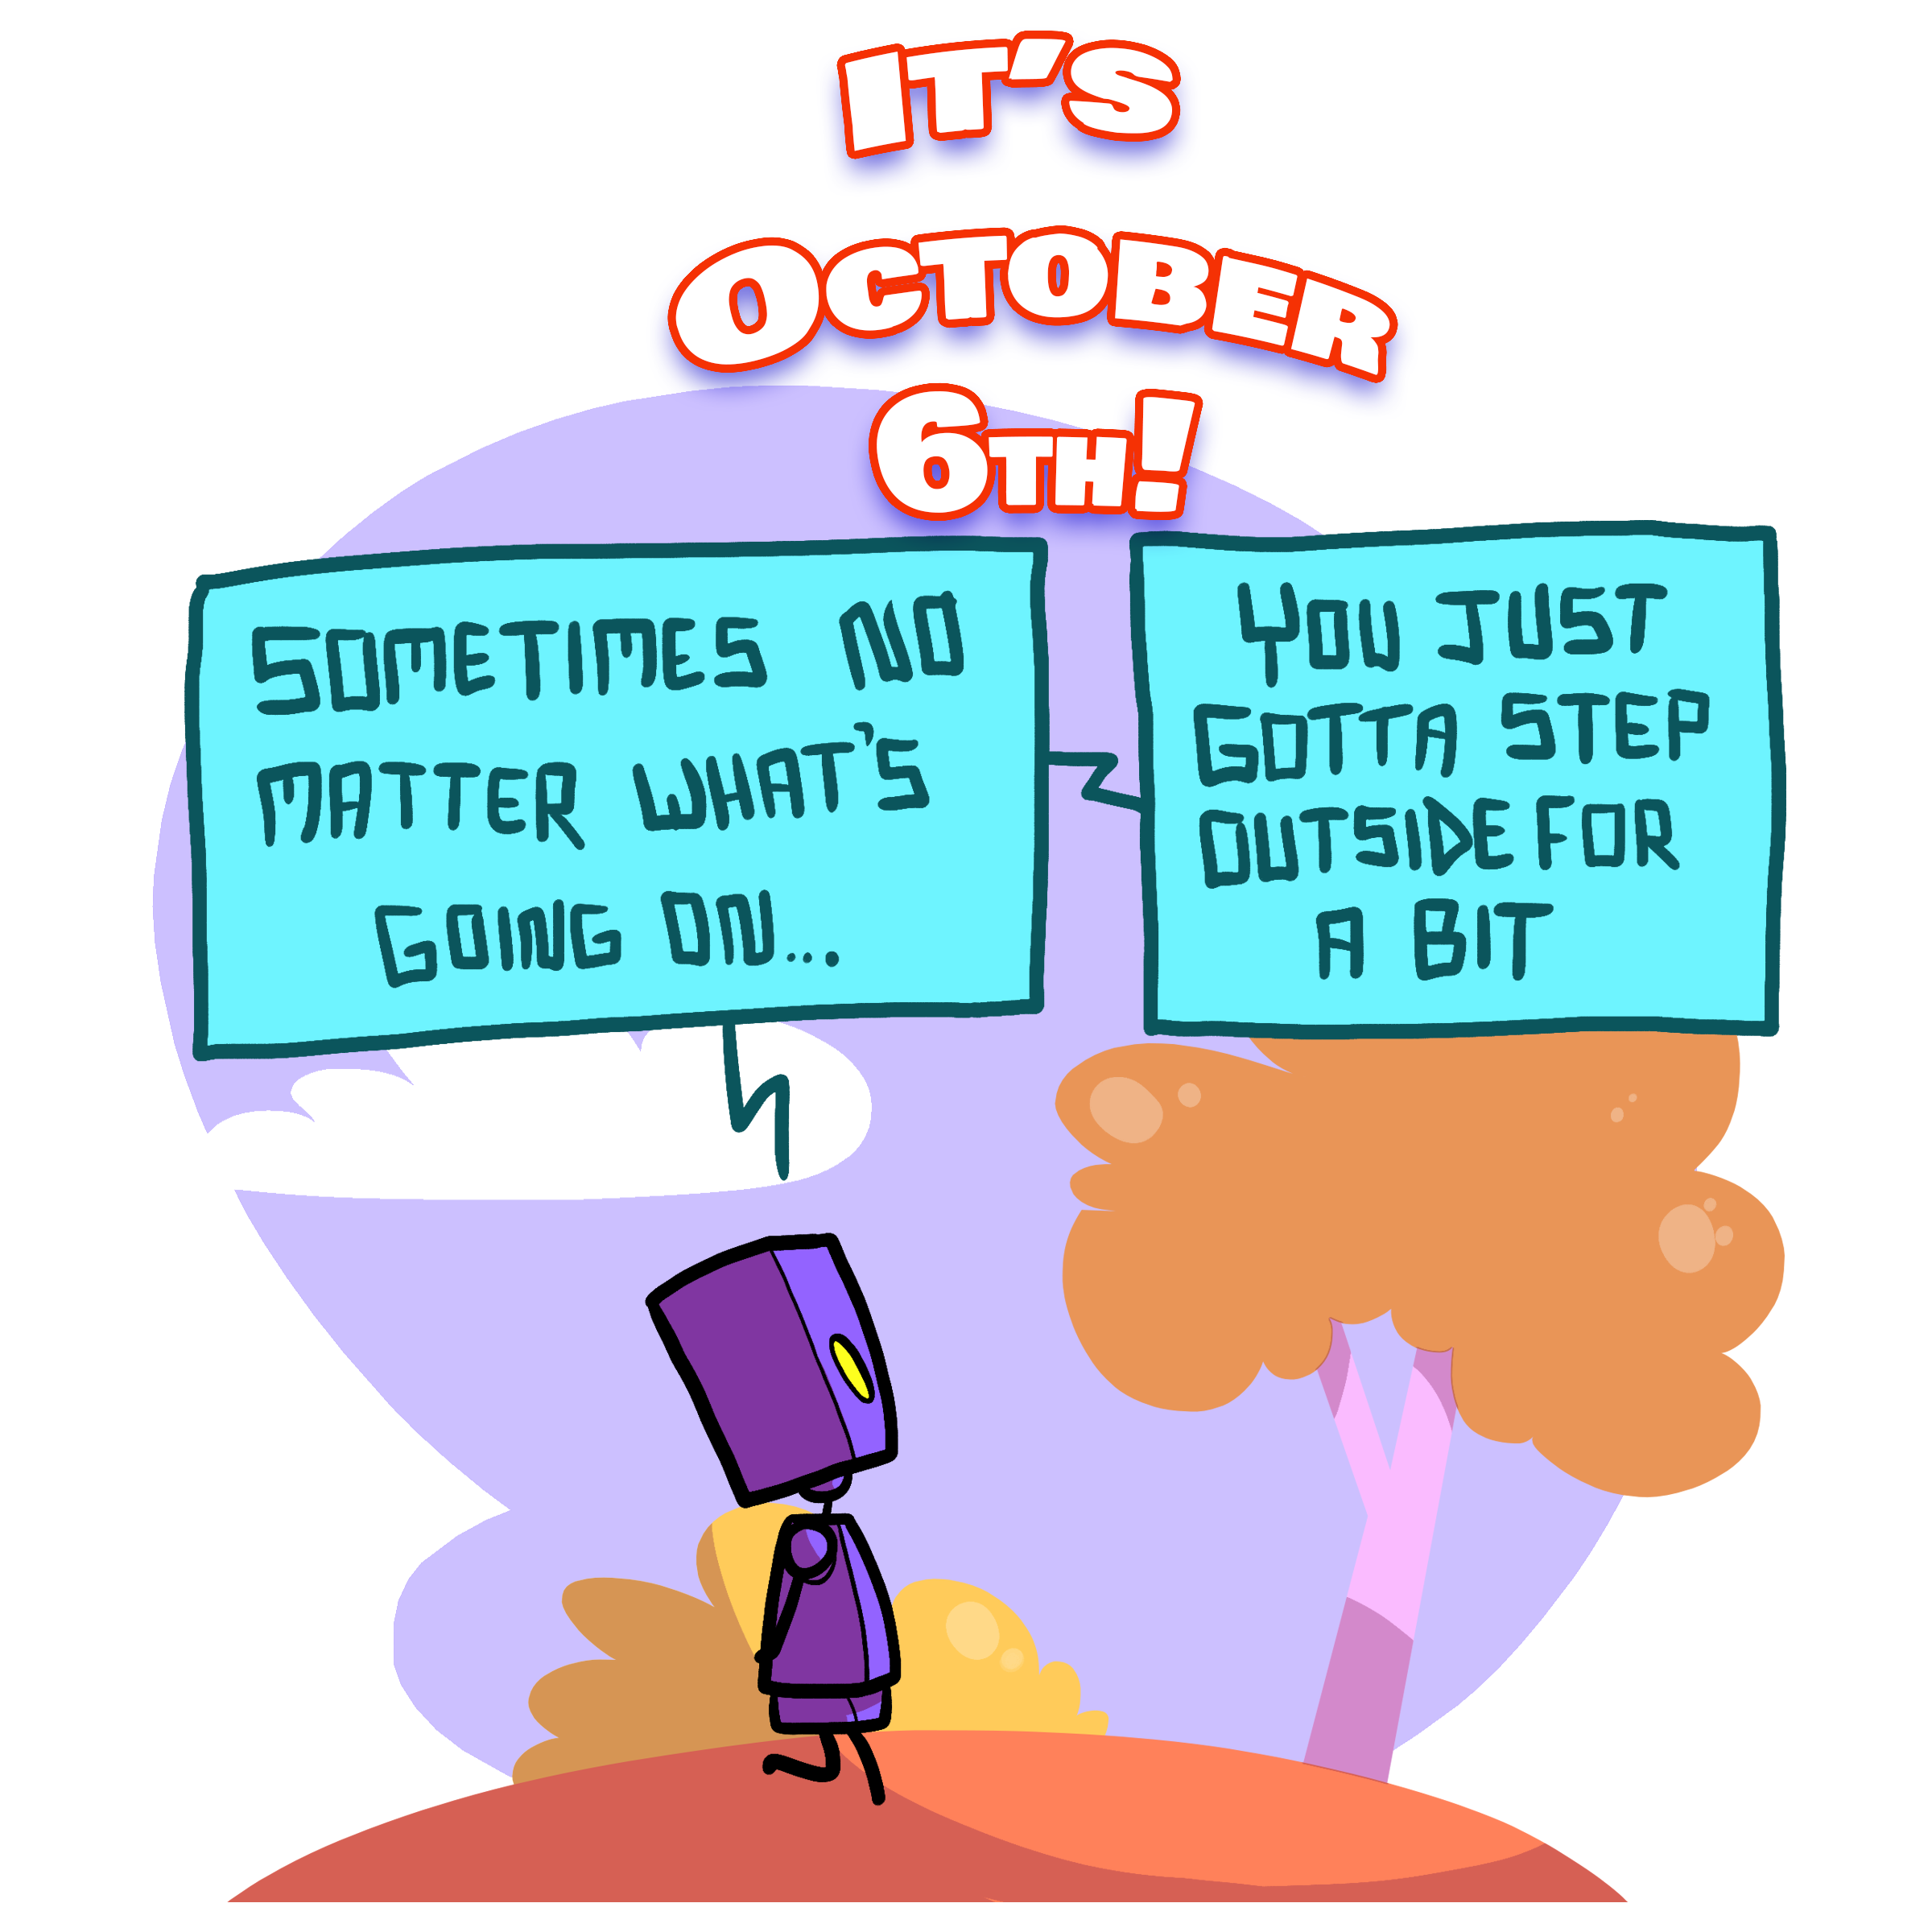 IT'S
OCTOBER
6TH!
SOMETIMES NO
MATTER WHAT'S
GOING ON...
YOU JUST
GOTTA STEP
OUTSIDE FOR
A BIT